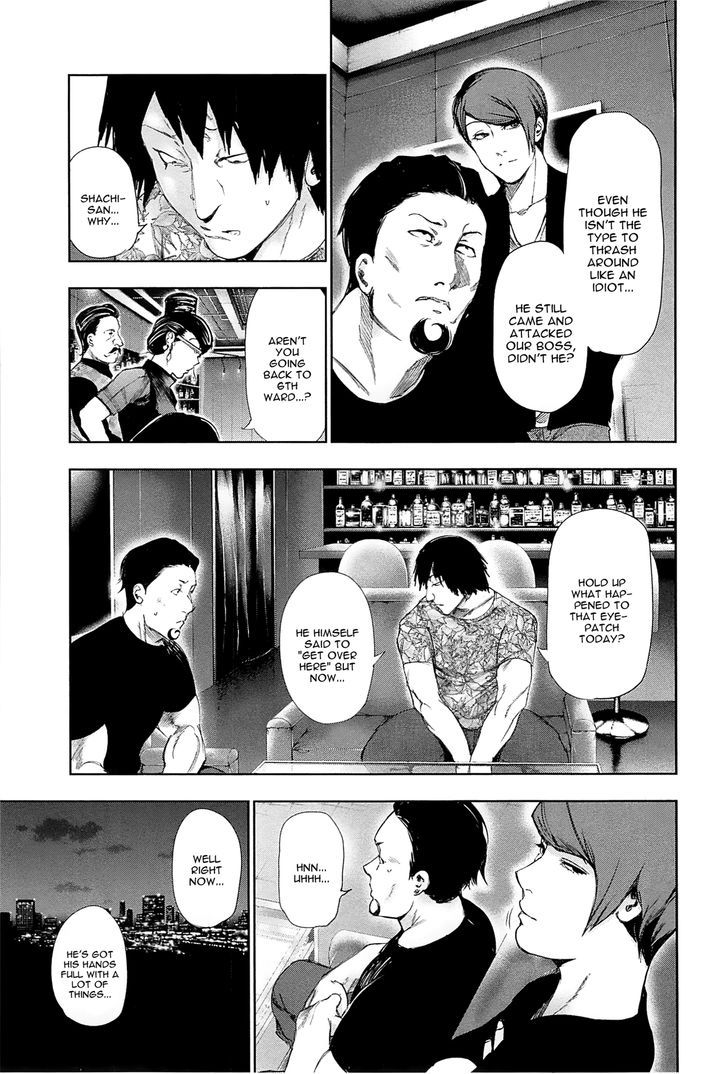 EVEN
THOUGH HE
ISN'T THE
TYPE TO
THRASH
AROUND
LIKE AN
IDIOT...
HE STILL
CAME AND
ATTACKED
OUR BOSS,
DIDN'T HE?
SHACHI-
SAN...
WHY...
AREN'T
YOU
GOING
BACK TO
6TH
WARD...?
HOLD UP
WHAT HAP-
PENED TO
THAT EYE-
PATCH
TODAY?
HE HIMSELF
SAID TO
"GET OVER
HERE" BUT
NOW...
HNN...
UHHH...
WELL
RIGHT
NOW...
HE'S GOT
HIS HANDS
FULL WITH A
LOT OF
THINGS...